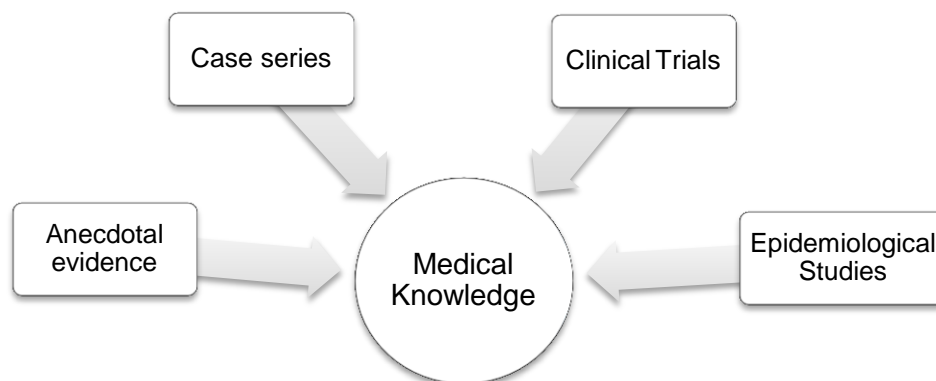 Case series
Clinical Trials
Anecdotal
evidence
Medical
Knowledge
Epidemiological
Studies